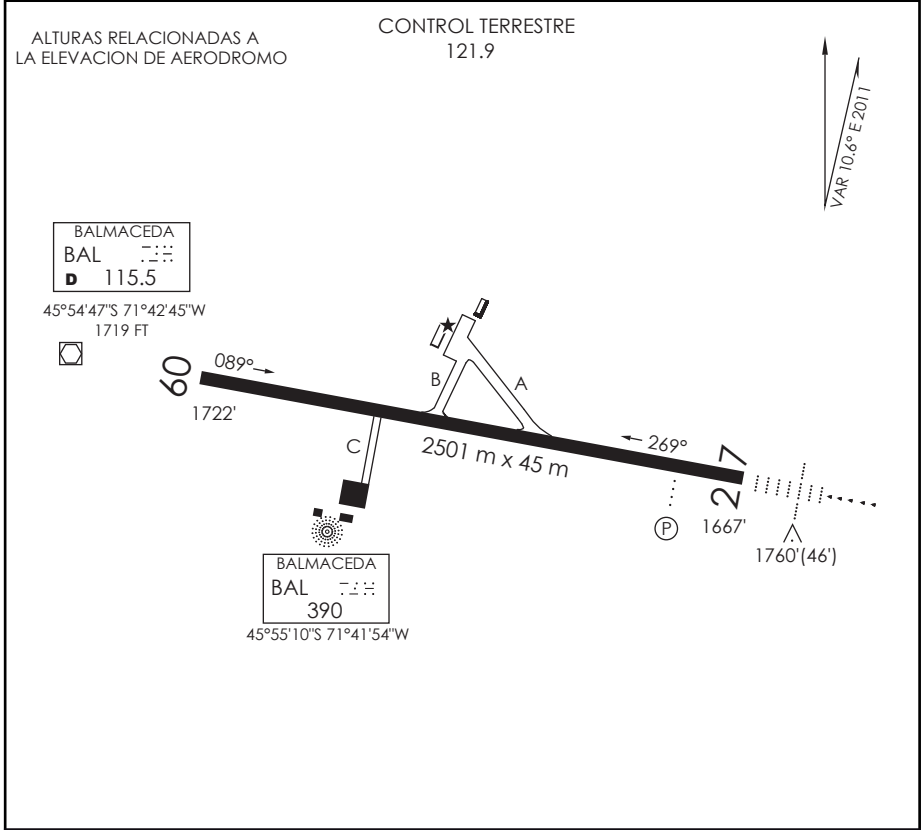 ALTURAS RELACIONADAS A
LA ELEVACION DE AERODROMO
CONTROL TERRESTRE
121.9
VAR 10.6° E 2011
BALMACEDA
BAL
D 115.5
45°54'47"S 71°42'45"W
1719 FT
09
089°
1722'
B
A
C
2501 m x 45 m
269°
27
1667'
P
1760'(46')
BALMACEDA
BAL
390
45°55'10"S 71°41'54"W